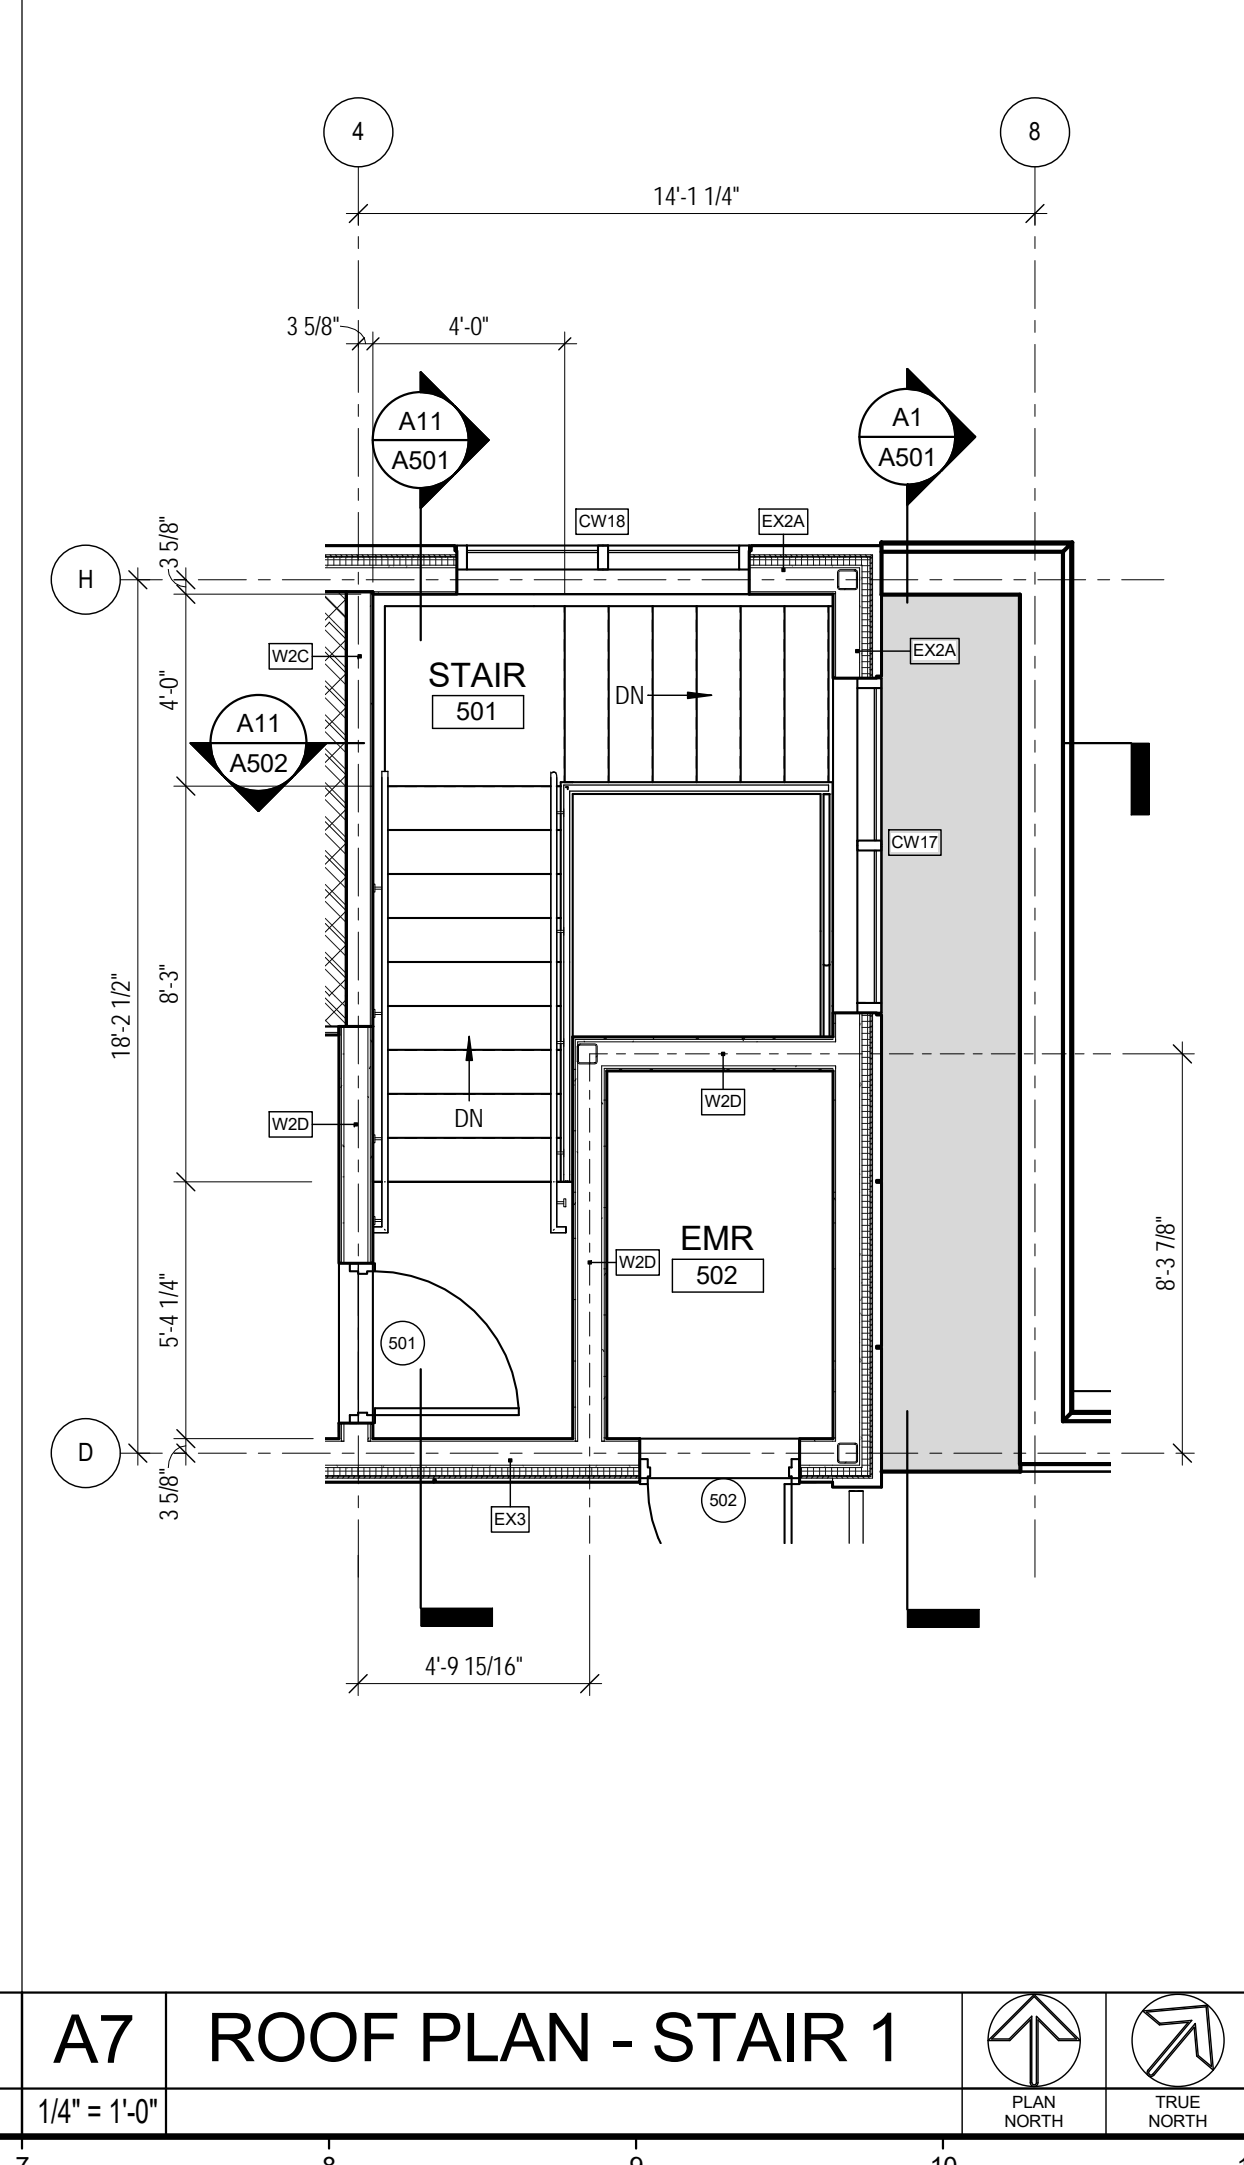 4
8
14'-1 1/4"
3 5/8"
4'-0"
A11
A501
A1
A501
CW18
EX2A
3 5/8"
H
W2C
STAIR
501
DN
EX2A
4'-0"
A11
A502
CW17
8'-3"
18'-2 1/2"
W2D
DN
W2D
EMR
502
W2D
8'-3 7/8"
5'-4 1/4"
501
D
3 5/8"
EX3
502
4'-9 15/16"
A7
ROOF PLAN - STAIR 1
1/4" = 1'-0"
PLAN
NORTH
TRUE
NORTH
7
8
9
10